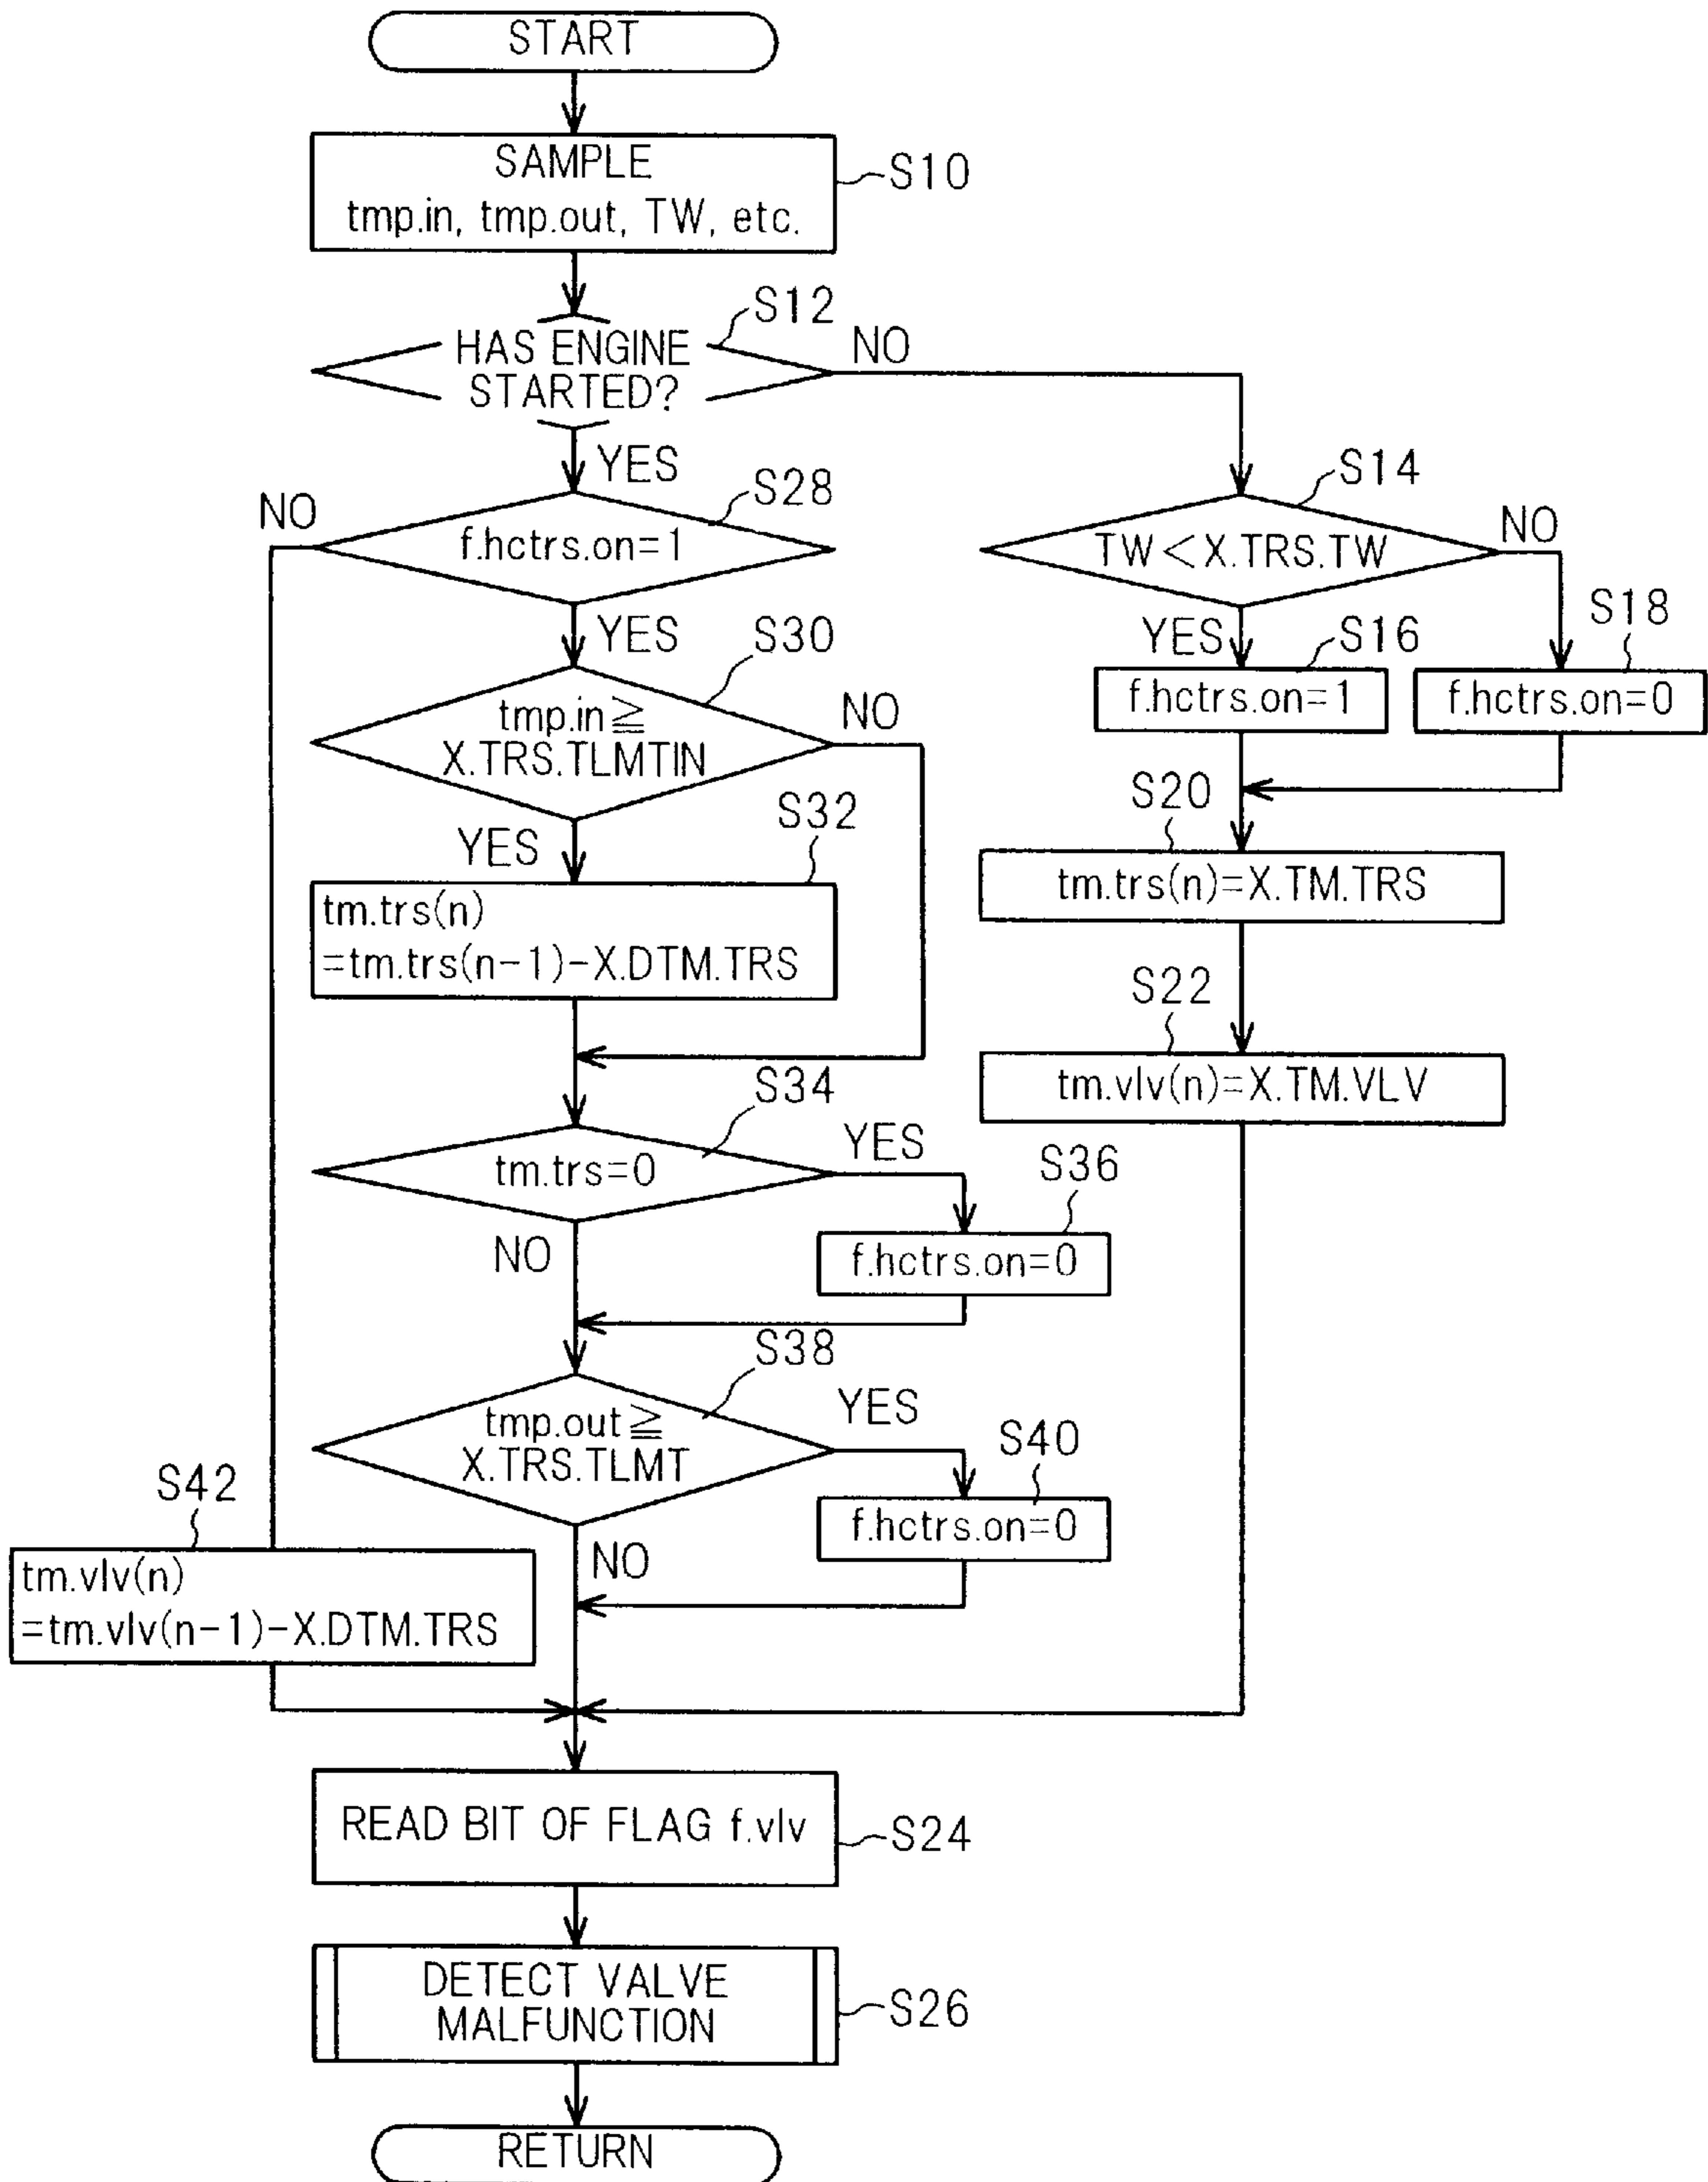 START
SAMPLE
tmp.in, tmp.out, TW, etc.
S10
S12
HAS ENGINE
STARTED?
NO
YES
S28
NO
f.hctrs.on=1
S14
TW<X.TRS.TW
NO
YES
S30
YES
S16
S18
f.hctrs.on=1
f.hctrs.on=0
tmp.in≧
X.TRS.TLMTIN
NO
S20
tm.trs(n)=X.TM.TRS
YES
S32
tm.trs(n)
=tm.trs(n-1)-X.DTM.TRS
S22
tm.vlv(n)=X.TM.VLV
S34
tm.trs=0
YES
S36
NO
f.hctrs.on=0
S38
tmp.out≧
X.TRS.TLMT
YES
S40
f.hctrs.on=0
NO
S42
tm.vlv(n)
=tm.vlv(n-1)-X.DTM.TRS
READ BIT OF FLAG f.vlv
S24
DETECT VALVE
MALFUNCTION
S26
RETURN